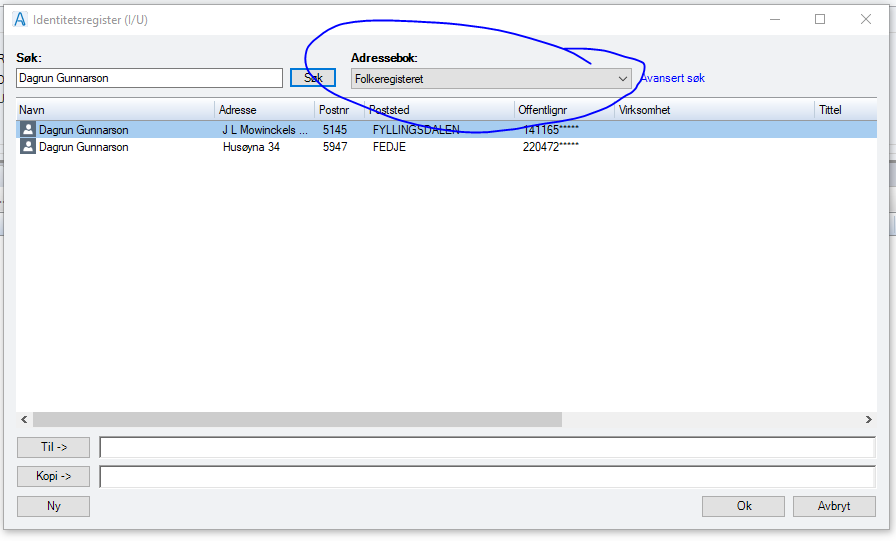 Identitetsregister (I/U)
Søk: Adressebok:
Dagrun Gunnarson Søk Folkeregisteret Avansert søk
Navn Adresse Postnr Poststed Offentlignr Virksomhet Tittel
Dagrun Gunnarson J L Mowinckels ... 5145 FYLLINGSDALEN 141165*****
Dagrun Gunnarson Husøyna 34 5947 FEDJE 220472*****
Til ->
Kopi ->
Ny Ok Avbryt